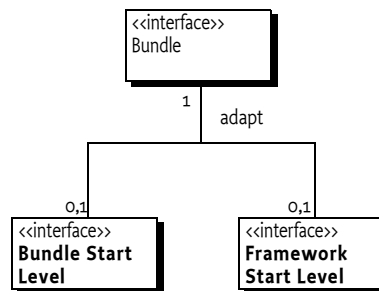 <<interface>>
Bundle
1
adapt
0,1
0,1
<<interface>>
Bundle Start
Level
<<interface>>
Framework
Start Level